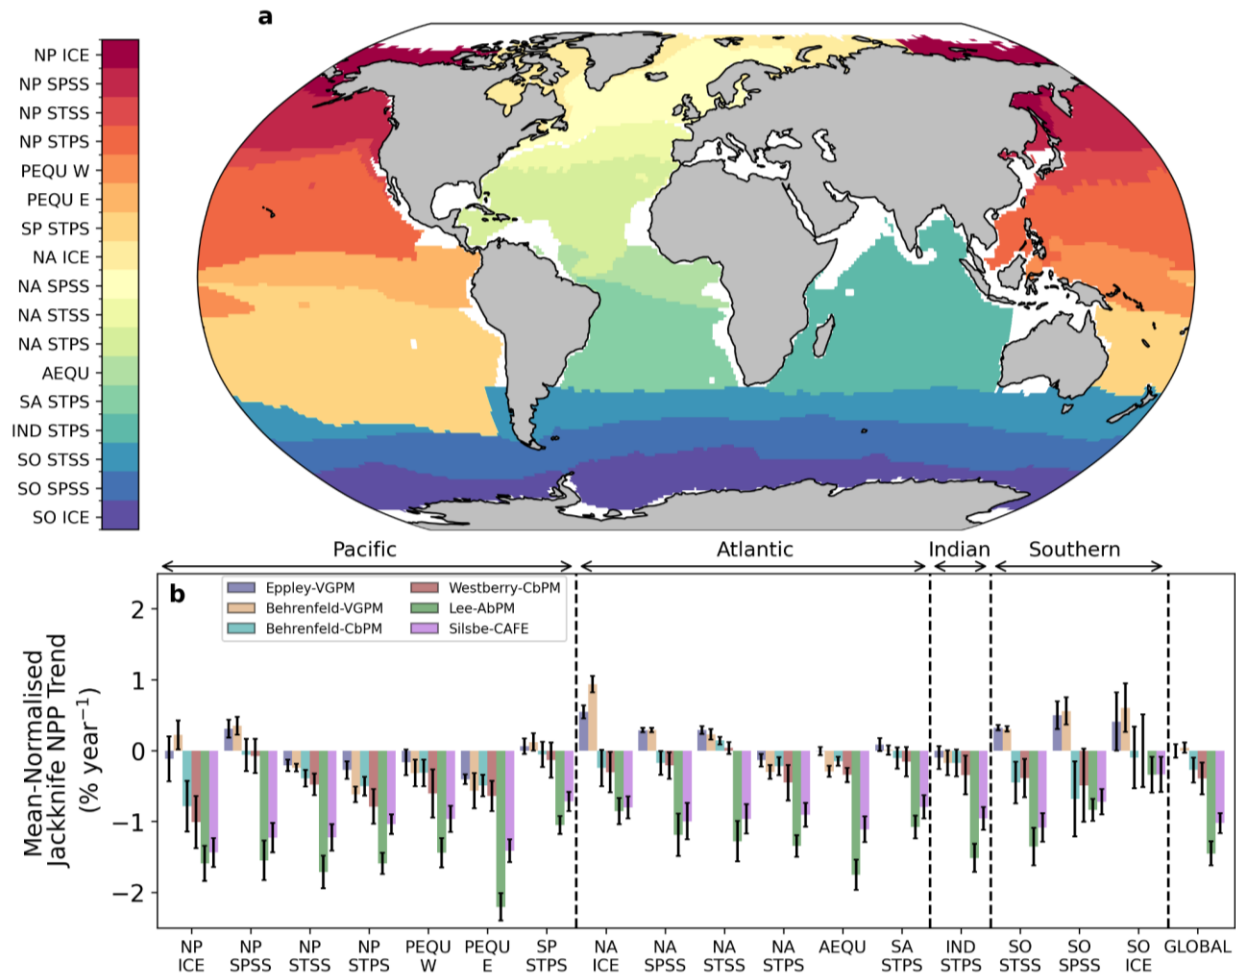 a
NP ICE
NP SPSS
NP STSS
NP STPS
PEQU W
PEQU E
SP STPS
NA ICE
NA SPSS
NA STSS
NA STPS
AEQU
SA STPS
IND STPS
SO STSS
SO SPSS
SO ICE
Pacific
Atlantic
Indian
Southern
b
Eppley-VGPM
Behrenfeld-VGPM
Behrenfeld-CbPM
Westberry-CbPM
Lee-AbPM
Silsbe-CAFE
Mean-Normalised
Jackknife NPP Trend
(% year⁻¹)
2
1
0
−1
−2
NP
ICE
NP
SPSS
NP
STSS
NP
STPS
PEQU
W
PEQU
E
SP
STPS
NA
ICE
NA
SPSS
NA
STSS
NA
STPS
AEQU
SA
STPS
IND
STPS
SO
STSS
SO
SPSS
SO
ICE
GLOBAL